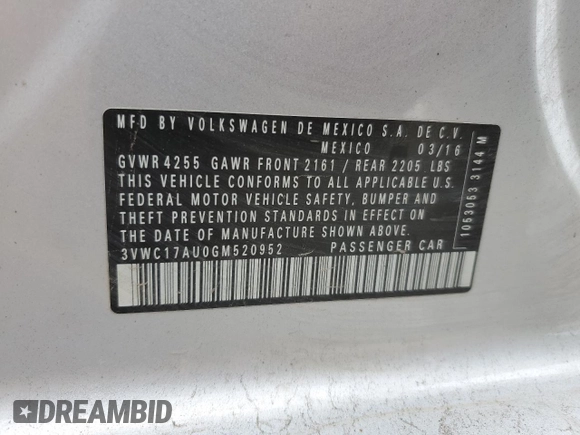 MFD BY VOLKSWAGEN DE MEXICO S.A. DE C.V.
MEXICO 03/16
GVWR 4255 GAWR FRONT 2161 / REAR 2205 LBS
THIS VEHICLE CONFORMS TO ALL APPLICABLE U.S.
FEDERAL MOTOR VEHICLE SAFETY, BUMPER AND
THEFT PREVENTION STANDARDS IN EFFECT ON
THE DATE OF MANUFACTURE SHOWN ABOVE.
3VWC17AU0GM520952 PASSENGER CAR
1053053 3144 M
DREAMBID